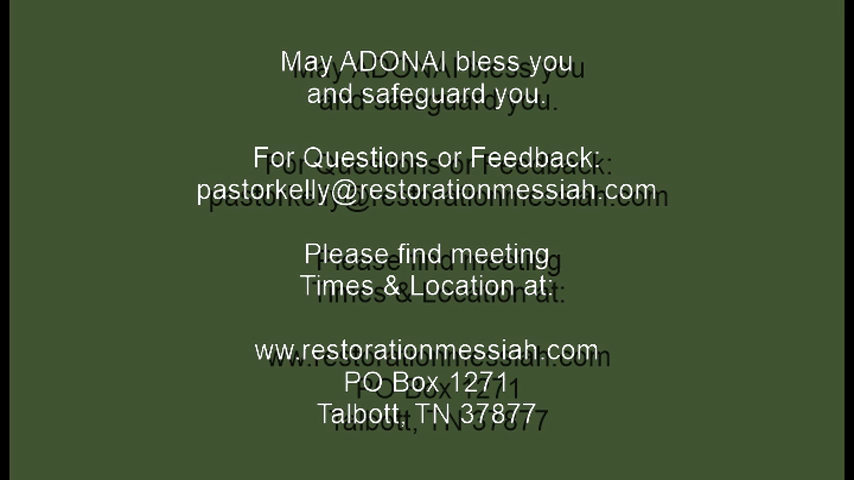 May ADONAI bless you
and safeguard you.
For Questions or Feedback:
pastorkelly@restorationmessiah.com
Please find meeting
Times & Location at:
ww.restorationmessiah.com
PO Box 1271
Talbott, TN 37877